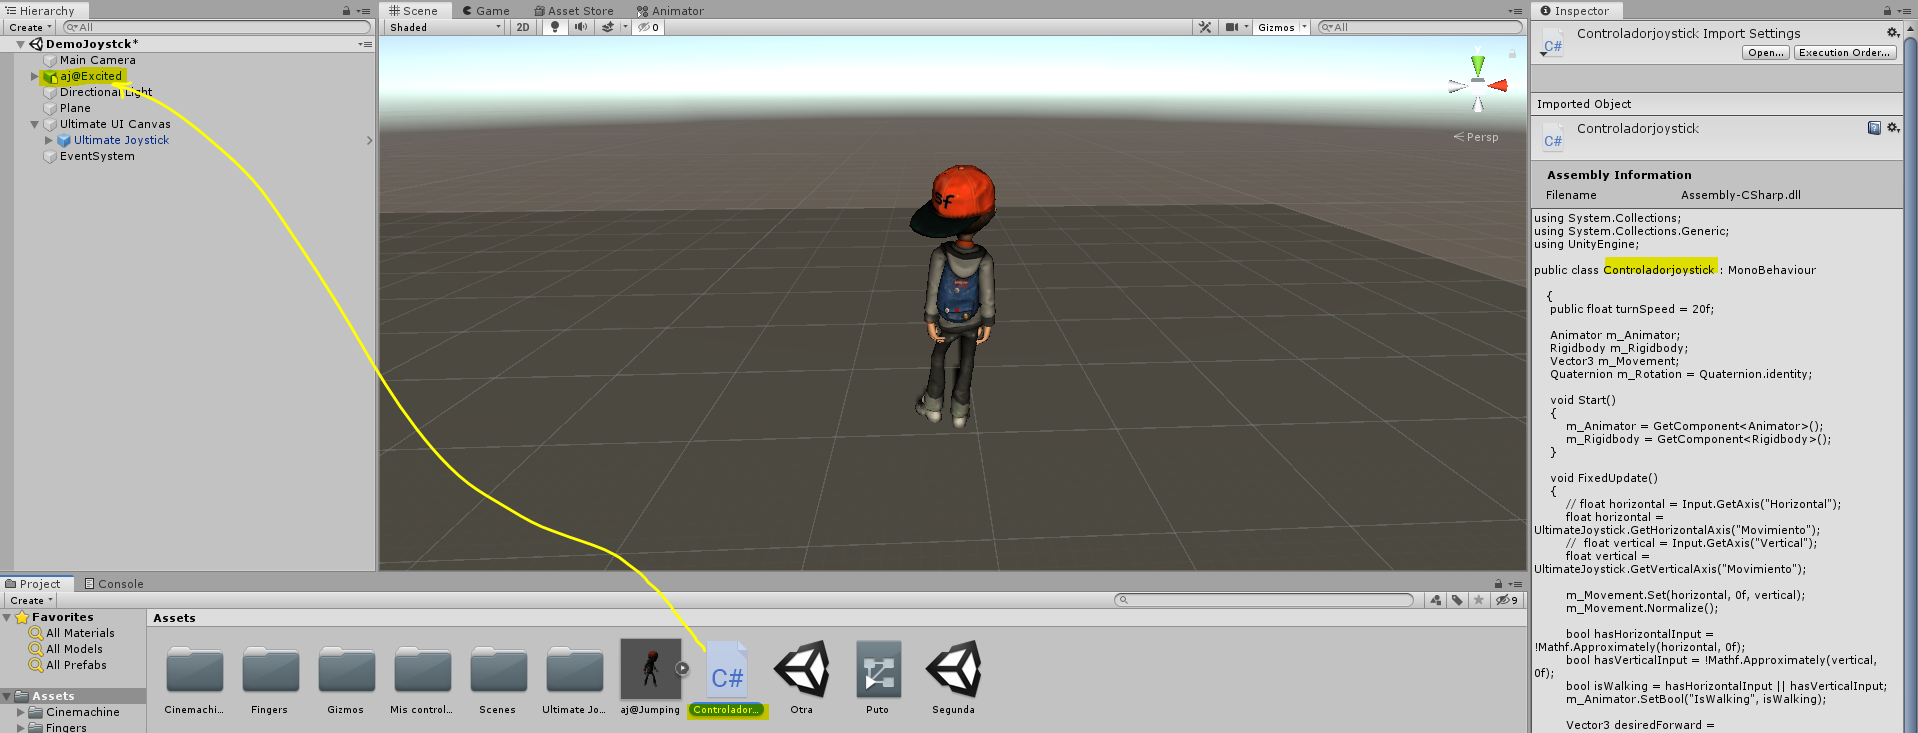 Hierarchy
Create
All
DemoJoystck*
Main Camera
aj@Excited
Directional Light
Plane
Ultimate UI Canvas
Ultimate Joystick
EventSystem
Scene
Game
Asset Store
Animator
Shaded
2D
0
Gizmos
All
y
Persp
sf
Inspector
Controladorjoystick Import Settings
C#
Open...
Execution Order...
Imported Object
Controladorjoystick
C#
Assembly Information
Filename
Assembly-CSharp.dll
using System.Collections;
using System.Collections.Generic;
using UnityEngine;
public class Controladorjoystick : MonoBehaviour
{
public float turnSpeed = 20f;
Animator m_Animator;
Rigidbody m_Rigidbody;
Vector3 m_Movement;
Quaternion m_Rotation = Quaternion.identity;
void Start()
{
m_Animator = GetComponent<Animator>();
m_Rigidbody = GetComponent<Rigidbody>();
}
void FixedUpdate()
{
// float horizontal = Input.GetAxis("Horizontal");
float horizontal =
UltimateJoystick.GetHorizontalAxis("Movimiento");
//  float vertical = Input.GetAxis("Vertical");
float vertical =
UltimateJoystick.GetVerticalAxis("Movimiento");
m_Movement.Set(horizontal, 0f, vertical);
m_Movement.Normalize();
bool hasHorizontalInput =
!Mathf.Approximately(horizontal, 0f);
bool hasVerticalInput = !Mathf.Approximately(vertical,
0f);
bool isWalking = hasHorizontalInput || hasVerticalInput;
m_Animator.SetBool("IsWalking", isWalking);
Vector3 desiredForward =
Project
Console
Create
9
Favorites
All Materials
All Models
All Prefabs
Assets
Cinemachine
Fingers
Assets
C#
Cinemachi...
Fingers
Gizmos
Mis control...
Scenes
Ultimate Jo...
aj@Jumping
Controlador...
Otra
Puto
Segunda